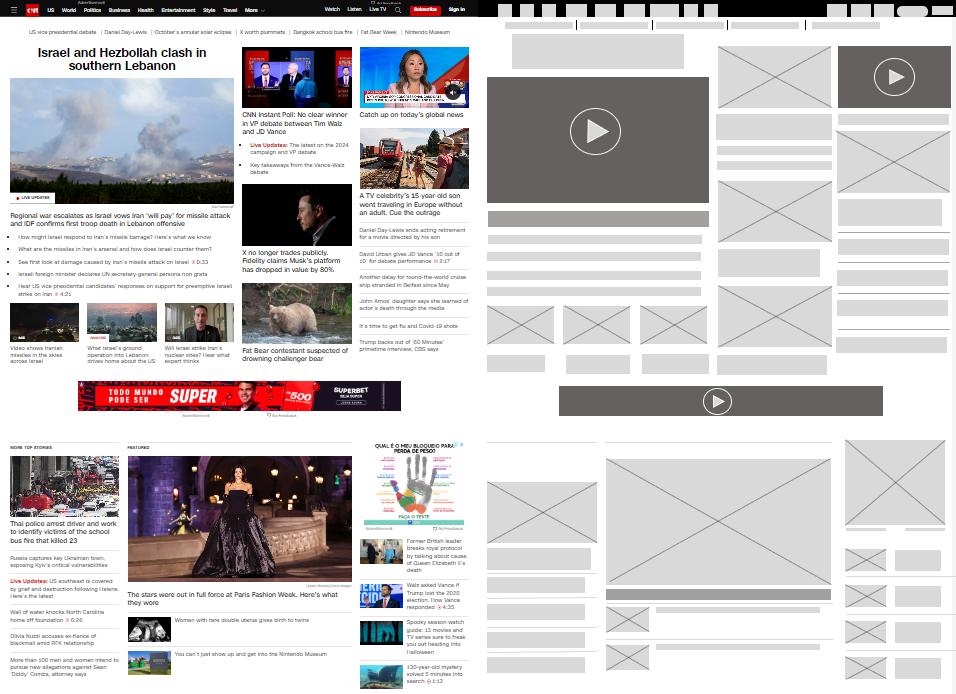 Advertisement
CNN US World Politics Business Health Entertainment Style Travel More Watch Listen Live TV Subscribe Sign in
US vice presidential debate | Daniel Day-Lewis | October's annular solar eclipse | X worth plummets | Bangkok school bus fire | Fat Bear Week | Nintendo Museum
Israel and Hezbollah clash in
southern Lebanon
LIVE UPDATES
Regional war escalates as Israel vows Iran 'will pay' for missile attack
and IDF confirms first troop death in Lebanon offensive
How might Israel respond to Iran's missile barrage? Here's what we know
What are the missiles in Iran's arsenal and how does Israel counter them?
See first look at damage caused by Iran's missile attack on Israel 0:33
Israeli foreign minister declares UN secretary-general persona non grata
Hear US vice presidential candidates' responses on support for preemptive Israeli
strike on Iran 4:21
Video shows Iranian
missiles in the skies
across Israel
ANALYSIS
What Israel's ground
operation into Lebanon
drives home about the US
Will Israel strike Iran's
nuclear sites? Hear what
expert thinks
CNN Instant Poll: No clear winner
in VP debate between Tim Walz
and JD Vance
Live Updates: The latest on the 2024
campaign and VP debate
Key takeaways from the Vance-Walz
debate
X no longer trades publicly.
Fidelity claims Musk's platform
has dropped in value by 80%
Fat Bear contestant suspected of
drowning challenger bear
Catch up on today's global news
A TV celebrity's 15-year-old son
went traveling in Europe without
an adult. Cue the outrage
Daniel Day-Lewis ends acting retirement
for a movie directed by his son
David Urban gives JD Vance '10 out of
10' for debate performance 2:17
Another delay for round-the-world cruise
ship stranded in Belfast since May
John Amos' daughter says she learned of
actor's death through the media
It's time to get flu and Covid-19 shots
Trump backs out of '60 Minutes'
primetime interview, CBS says
TODO MUNDO
PODE SER
SUPER
R$500
SUPERBET
SEJA SUPER
Advertisement
Ad Feedback
MORE TOP STORIES
Thai police arrest driver and work
to identify victims of the school
bus fire that killed 23
Russia captures key Ukrainian town,
exposing Kyiv's critical vulnerabilities
Live Updates: US southeast is covered
by grief and destruction following Helene.
Here's the latest
Wall of water knocks North Carolina
home off foundation 0:26
Olivia Nuzzi accuses ex-fiance of
blackmail amid RFK relationship
More than 100 men and women intend to
pursue new allegations against Sean
'Diddy' Combs, attorney says
FEATURED
The stars were out in full force at Paris Fashion Week. Here's what
they wore
Women with rare double uterus gives birth to twins
You can't just show up and get into the Nintendo Museum
QUAL É O MEU BLOQUEIO PARA
PERDA DE PESO?
FAÇA O TESTE
Advertisement
Ad Feedback
Former British leader
breaks royal protocol
by talking about cause
of Queen Elizabeth II's
death
Walz asked Vance if
Trump lost the 2020
election. How Vance
responded 4:35
Spooky season watch
guide: 13 movies and
TV series sure to freak
you out heading into
Halloween
130-year-old mystery
solved 5 minutes into
search 1:13